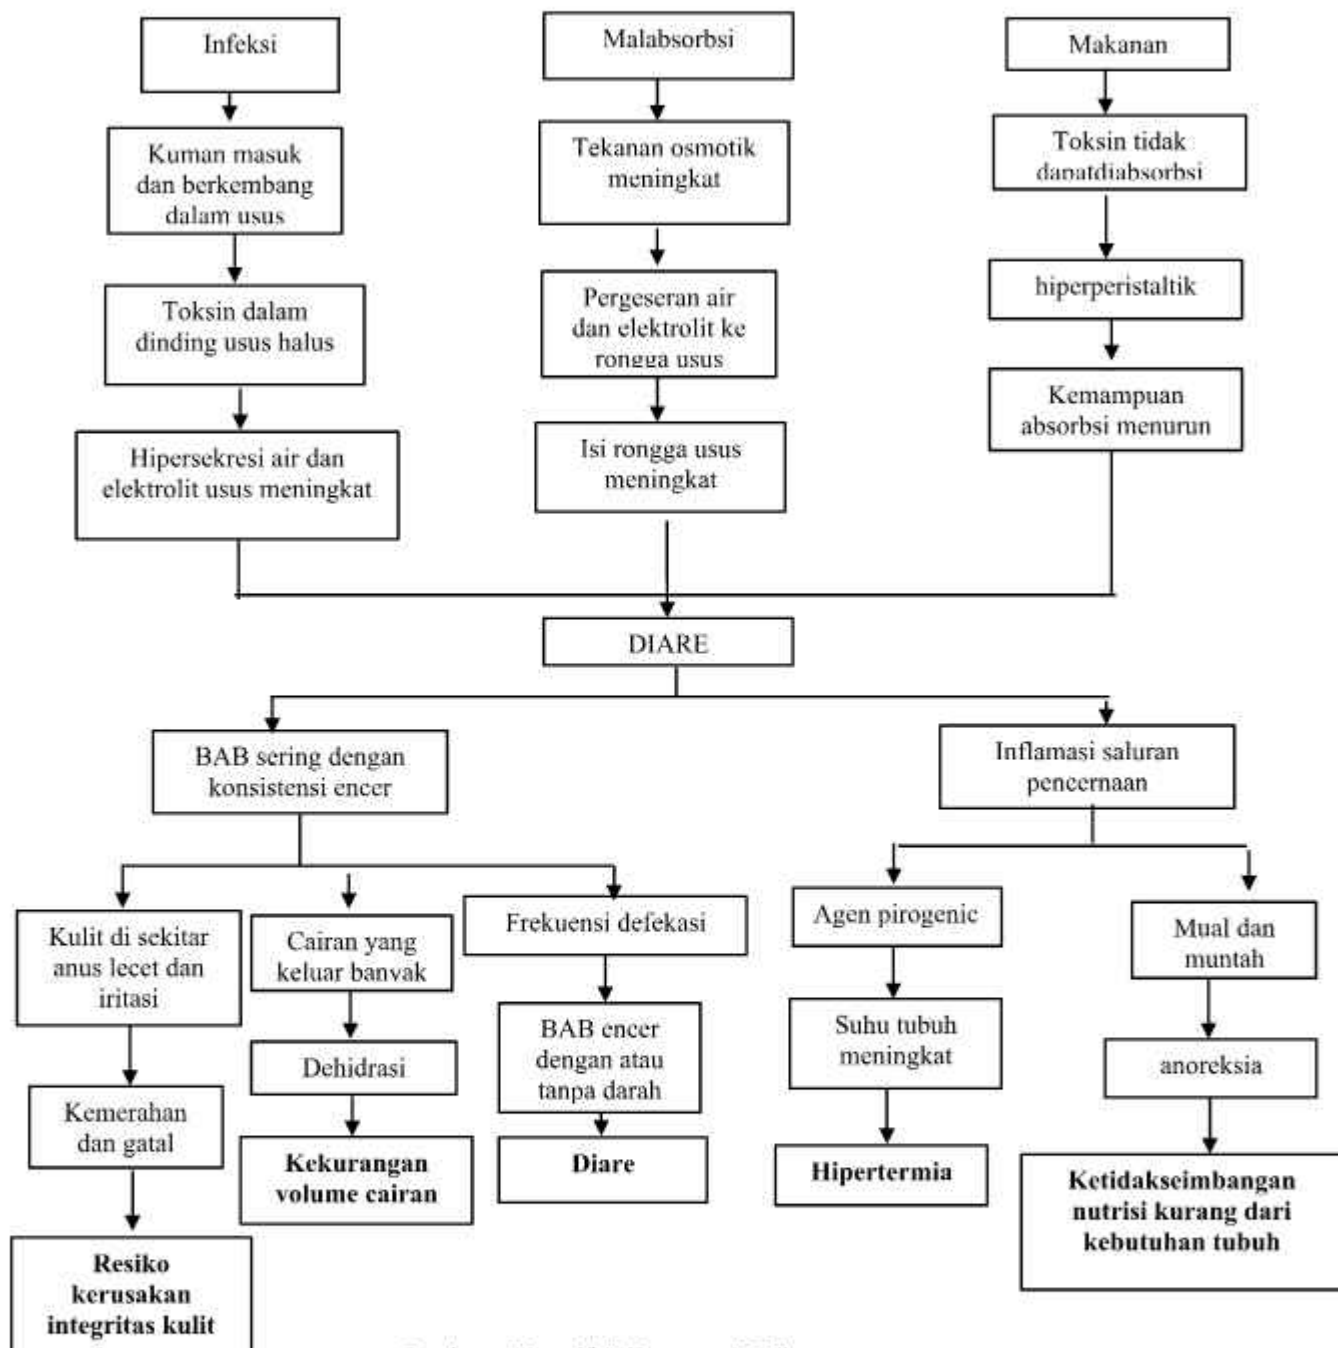 Infeksi
Malabsorbsi
Makanan
Kuman masuk
dan berkembang
dalam usus
Tekanan osmotik
meningkat
Toksin tidak
dapatdiabsorbsi
Toksin dalam
dinding usus halus
Pergeseran air
dan elektrolit ke
rongga usus
hiperperistaltik
Hipersekresi air dan
elektrolit usus meningkat
Isi rongga usus
meningkat
Kemampuan
absorbsi menurun
DIARE
BAB sering dengan
konsistensi encer
Inflamasi saluran
pencernaan
Kulit di sekitar
anus lecet dan
iritasi
Cairan yang
keluar banyak
Frekuensi defekasi
Agen pirogenic
Mual dan
muntah
Kemerahan
dan gatal
Dehidrasi
BAB encer
dengan atau
tanpa darah
Suhu tubuh
meningkat
anoreksia
Resiko
kerusakan
integritas kulit
Kekurangan
volume cairan
Diare
Hipertermia
Ketidakseimbangan
nutrisi kurang dari
kebutuhan tubuh